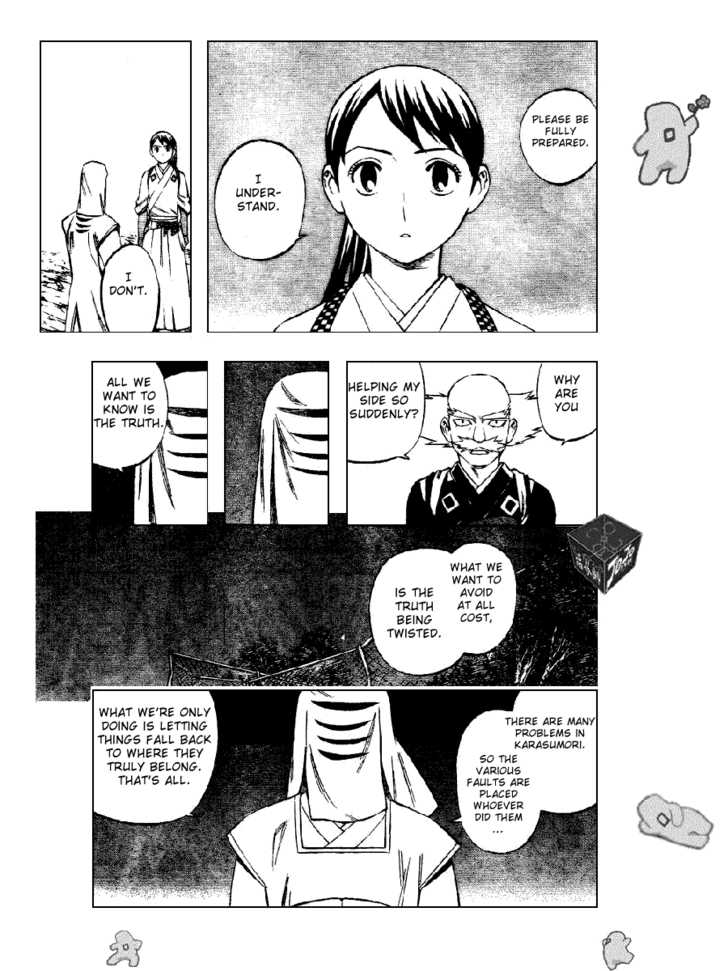 PLEASE BE
FULLY
PREPARED.
I
UNDER-
STAND.
I
DON'T.
WHY
ARE
YOU
HELPING MY
SIDE SO
SUDDENLY?
ALL WE
WANT TO
KNOW IS
THE TRUTH.
WHAT WE
WANT TO
AVOID
AT ALL
COST,
IS THE
TRUTH
BEING
TWISTED.
THERE ARE MANY
PROBLEMS IN
KARASUMORI.
SO THE
VARIOUS
FAULTS ARE
PLACED
WHOEVER
DID THEM
...
WHAT WE'RE ONLY
DOING IS LETTING
THINGS FALL BACK
TO WHERE THEY
TRULY BELONG.
THAT'S ALL.